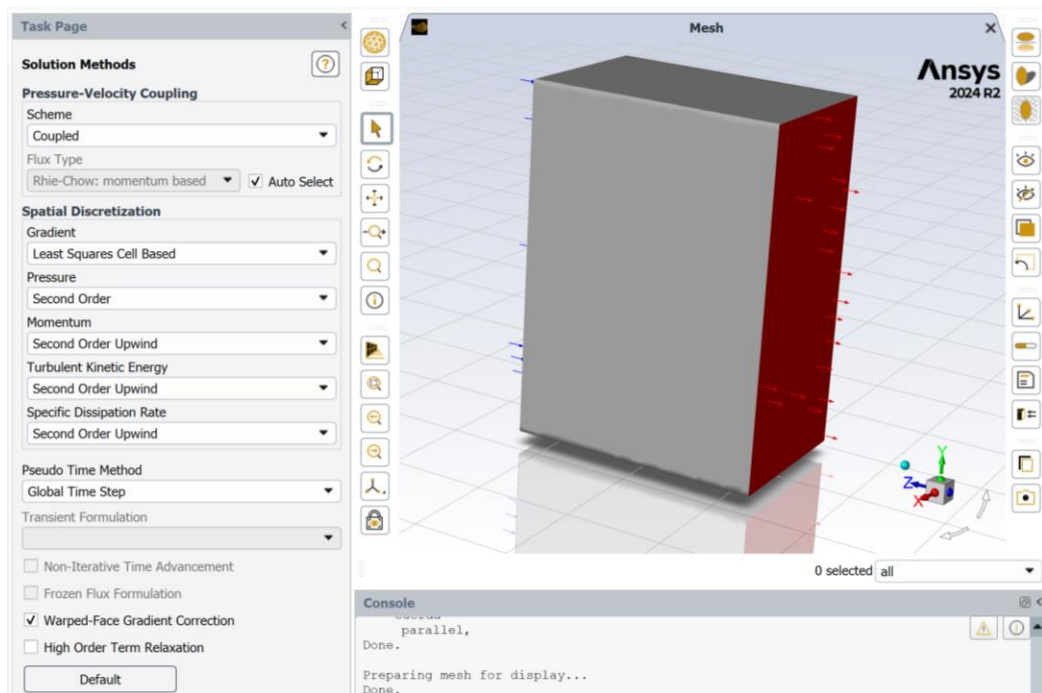 Task Page
Solution Methods
Pressure-Velocity Coupling
Scheme
Coupled
Flux Type
Rhie-Chow: momentum based
Auto Select
Spatial Discretization
Gradient
Least Squares Cell Based
Pressure
Second Order
Momentum
Second Order Upwind
Turbulent Kinetic Energy
Second Order Upwind
Specific Dissipation Rate
Second Order Upwind
Pseudo Time Method
Global Time Step
Transient Formulation
Non-Iterative Time Advancement
Frozen Flux Formulation
Warped-Face Gradient Correction
High Order Term Relaxation
Default
Mesh
Ansys
2024 R2
Y
Z
X
0 selected all
Console
parallel,
Done.
Preparing mesh for display...
Done.